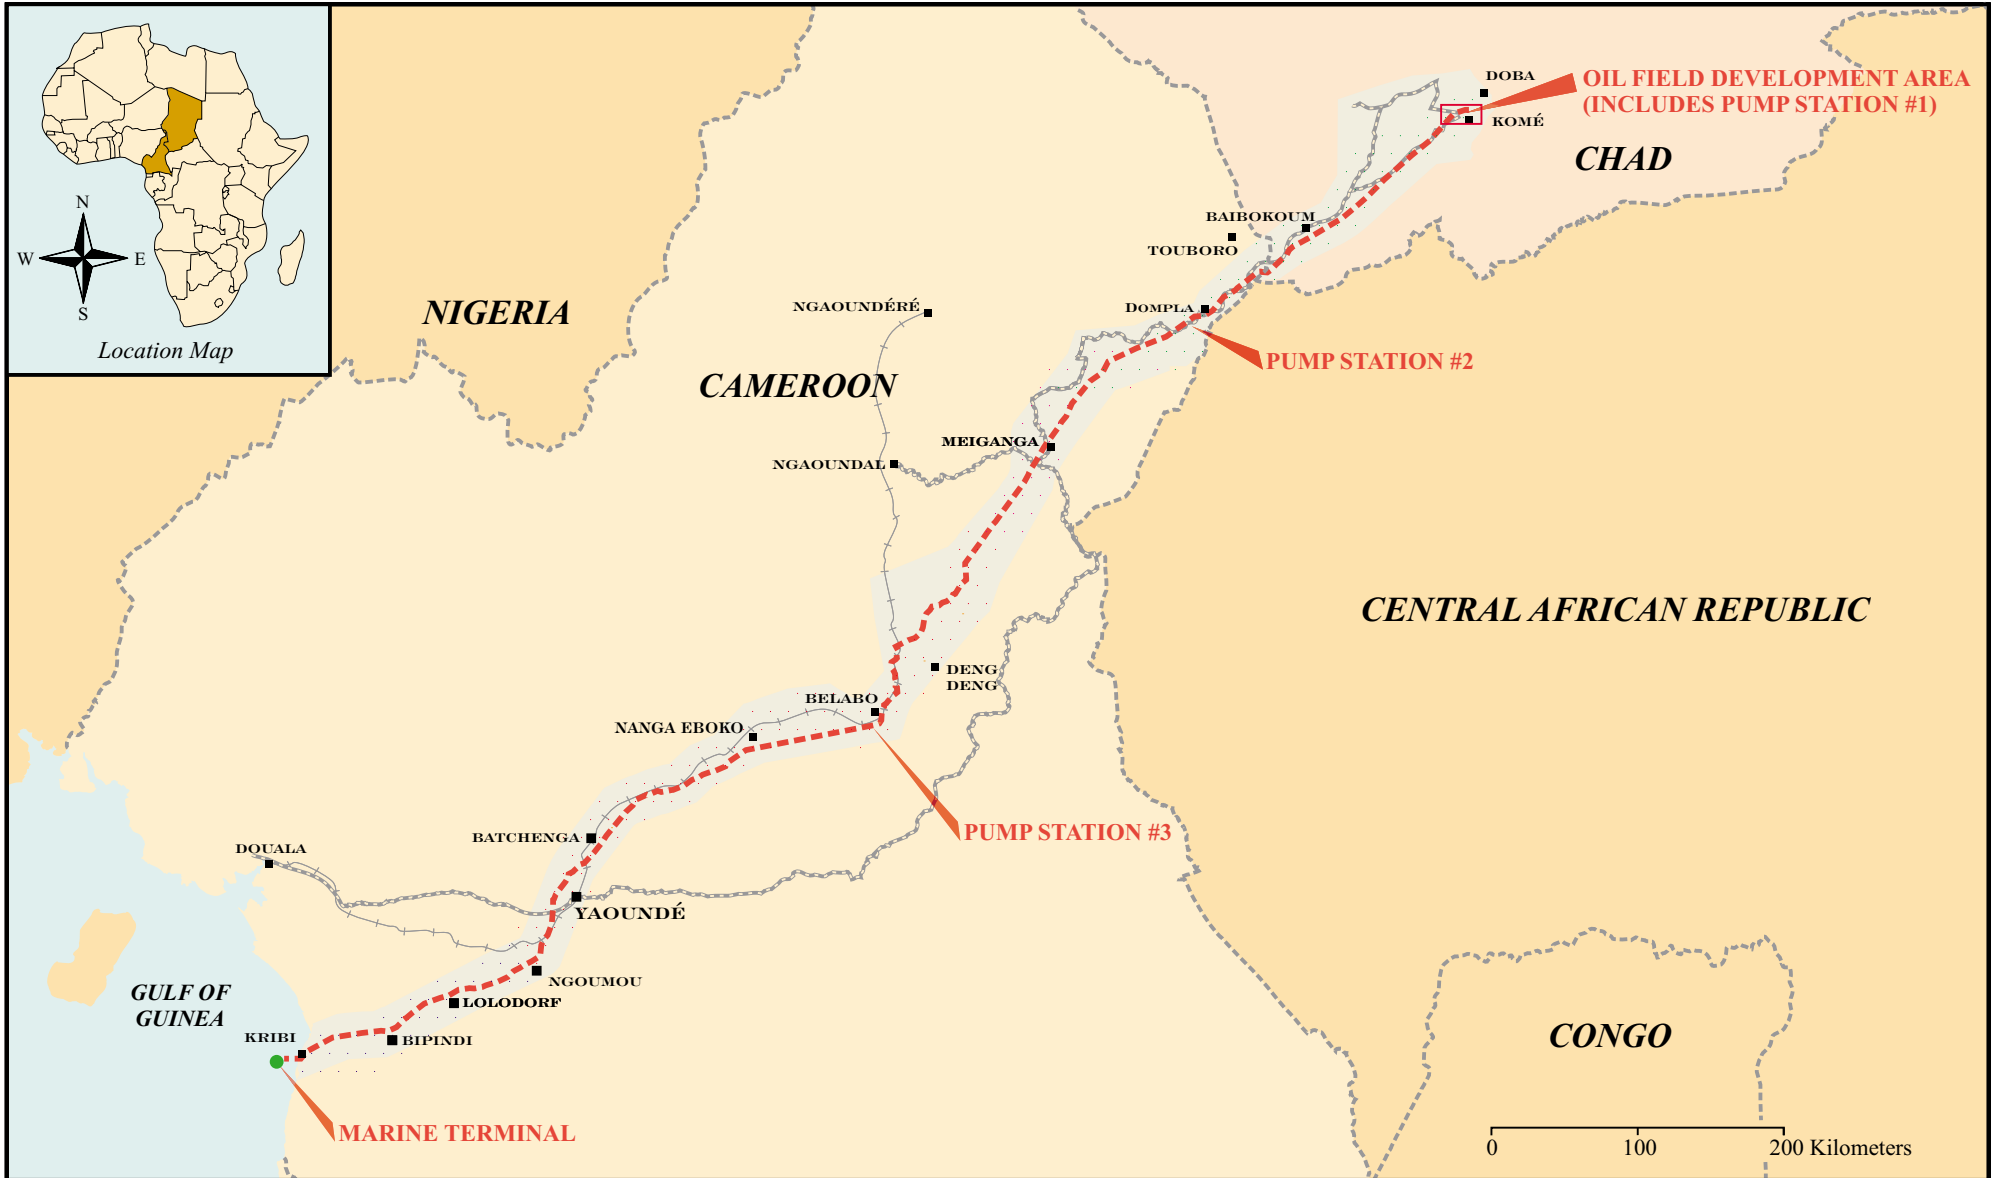 N
W
E
S
Location Map
NIGERIA
CAMEROON
CHAD
CENTRAL AFRICAN REPUBLIC
CONGO
GULF OF
GUINEA
DOBA
OIL FIELD DEVELOPMENT AREA
(INCLUDES PUMP STATION #1)
KOMÉ
BAIBOKOUM
TOUBORO
NGAOUNDÉRÉ
DOMPLA
PUMP STATION #2
MEIGANGA
NGAOUNDAL
DENG
DENG
BELABO
NANGA EBOKO
PUMP STATION #3
BATCHENGA
DOUALA
YAOUNDÉ
NGOUMOU
LOLODORF
KRIBI
BIPINDI
MARINE TERMINAL
0
100
200 Kilometers